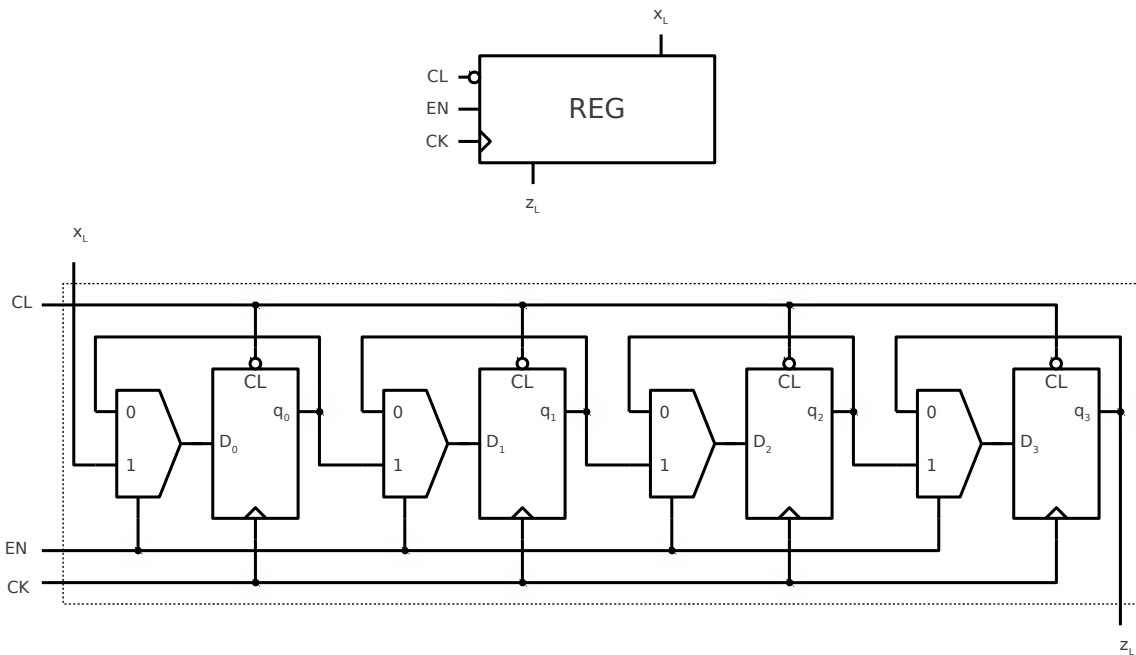 x_L
CL
EN
CK
REG
z_L
x_L
CL
CL CL CL CL
0 q_0 0 q_1 0 q_2 0 q_3
D_0 D_1 D_2 D_3
1 1 1 1
EN
CK
z_L